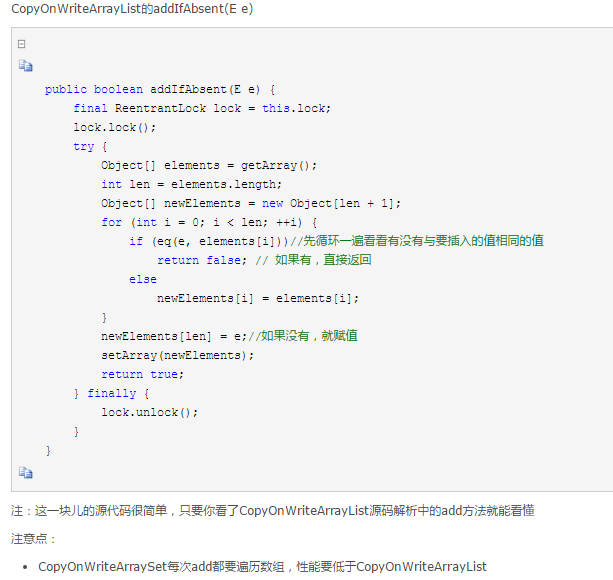 CopyOnWriteArrayList的addIfAbsent(E e)
public boolean addIfAbsent(E e) {
final ReentrantLock lock = this.lock;
lock.lock();
try {
Object[] elements = getArray();
int len = elements.length;
Object[] newElements = new Object[len + 1];
for (int i = 0; i < len; ++i) {
if (eq(e, elements[i]))//先循环一遍看看有没有与要插入的值相同的值
return false; // 如果有，直接返回
else
newElements[i] = elements[i];
}
newElements[len] = e;//如果没有，就赋值
setArray(newElements);
return true;
} finally {
lock.unlock();
}
}
注：这一块儿的源代码很简单，只要你看了CopyOnWriteArrayList源码解析中的add方法就能看懂
注意点：
• CopyOnWriteArraySet每次add都要遍历数组，性能要低于CopyOnWriteArrayList